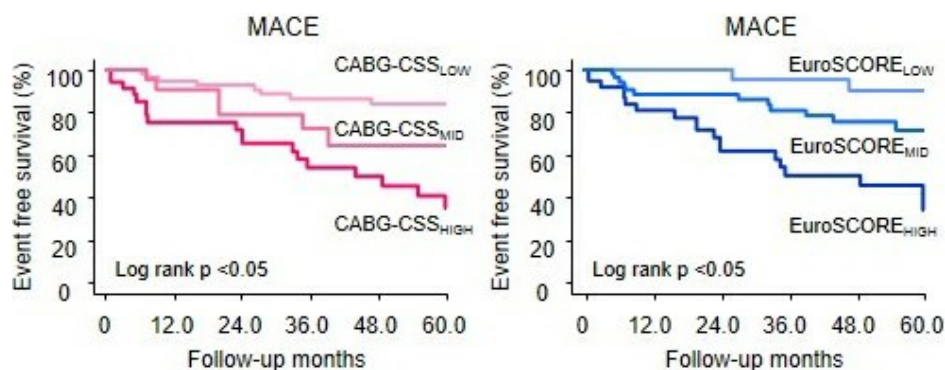 MACE
Event free survival (%)
100
80
60
40
20
0
CABG-CSSLOW
CABG-CSSMID
CABG-CSSHIGH
Log rank p <0.05
0 12.0 24.0 36.0 48.0 60.0
Follow-up months
MACE
Event free survival (%)
100
80
60
40
20
0
EuroSCORELOW
EuroSCOREMID
EuroSCOREHIGH
Log rank p <0.05
0 12.0 24.0 36.0 48.0 60.0
Follow-up months